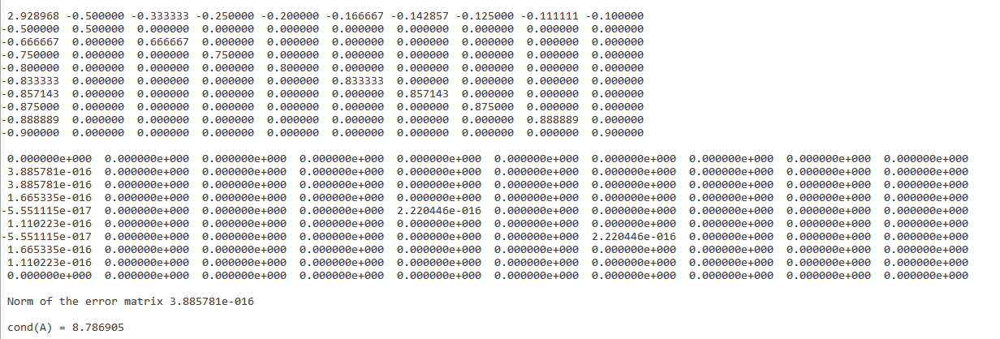 2.928968 -0.500000 -0.333333 -0.250000 -0.200000 -0.166667 -0.142857 -0.125000 -0.111111 -0.100000
-0.500000 0.500000 0.000000 0.000000 0.000000 0.000000 0.000000 0.000000 0.000000 0.000000
-0.666667 0.000000 0.666667 0.000000 0.000000 0.000000 0.000000 0.000000 0.000000 0.000000
-0.750000 0.000000 0.000000 0.750000 0.000000 0.000000 0.000000 0.000000 0.000000 0.000000
-0.800000 0.000000 0.000000 0.000000 0.800000 0.000000 0.000000 0.000000 0.000000 0.000000
-0.833333 0.000000 0.000000 0.000000 0.000000 0.833333 0.000000 0.000000 0.000000 0.000000
-0.857143 0.000000 0.000000 0.000000 0.000000 0.000000 0.857143 0.000000 0.000000 0.000000
-0.875000 0.000000 0.000000 0.000000 0.000000 0.000000 0.000000 0.875000 0.000000 0.000000
-0.888889 0.000000 0.000000 0.000000 0.000000 0.000000 0.000000 0.000000 0.888889 0.000000
-0.900000 0.000000 0.000000 0.000000 0.000000 0.000000 0.000000 0.000000 0.000000 0.900000
0.000000e+000 0.000000e+000 0.000000e+000 0.000000e+000 0.000000e+000 0.000000e+000 0.000000e+000 0.000000e+000 0.000000e+000 0.000000e+000
3.885781e-016 0.000000e+000 0.000000e+000 0.000000e+000 0.000000e+000 0.000000e+000 0.000000e+000 0.000000e+000 0.000000e+000 0.000000e+000
3.885781e-016 0.000000e+000 0.000000e+000 0.000000e+000 0.000000e+000 0.000000e+000 0.000000e+000 0.000000e+000 0.000000e+000 0.000000e+000
1.665335e-016 0.000000e+000 0.000000e+000 0.000000e+000 0.000000e+000 0.000000e+000 0.000000e+000 0.000000e+000 0.000000e+000 0.000000e+000
-5.551115e-017 0.000000e+000 0.000000e+000 0.000000e+000 2.220446e-016 0.000000e+000 0.000000e+000 0.000000e+000 0.000000e+000 0.000000e+000
1.110223e-016 0.000000e+000 0.000000e+000 0.000000e+000 0.000000e+000 0.000000e+000 0.000000e+000 0.000000e+000 0.000000e+000 0.000000e+000
-5.551115e-017 0.000000e+000 0.000000e+000 0.000000e+000 0.000000e+000 0.000000e+000 2.220446e-016 0.000000e+000 0.000000e+000 0.000000e+000
1.665335e-016 0.000000e+000 0.000000e+000 0.000000e+000 0.000000e+000 0.000000e+000 0.000000e+000 0.000000e+000 0.000000e+000 0.000000e+000
1.110223e-016 0.000000e+000 0.000000e+000 0.000000e+000 0.000000e+000 0.000000e+000 0.000000e+000 0.000000e+000 0.000000e+000 0.000000e+000
0.000000e+000 0.000000e+000 0.000000e+000 0.000000e+000 0.000000e+000 0.000000e+000 0.000000e+000 0.000000e+000 0.000000e+000 0.000000e+000
Norm of the error matrix 3.885781e-016
cond(A) = 8.786905